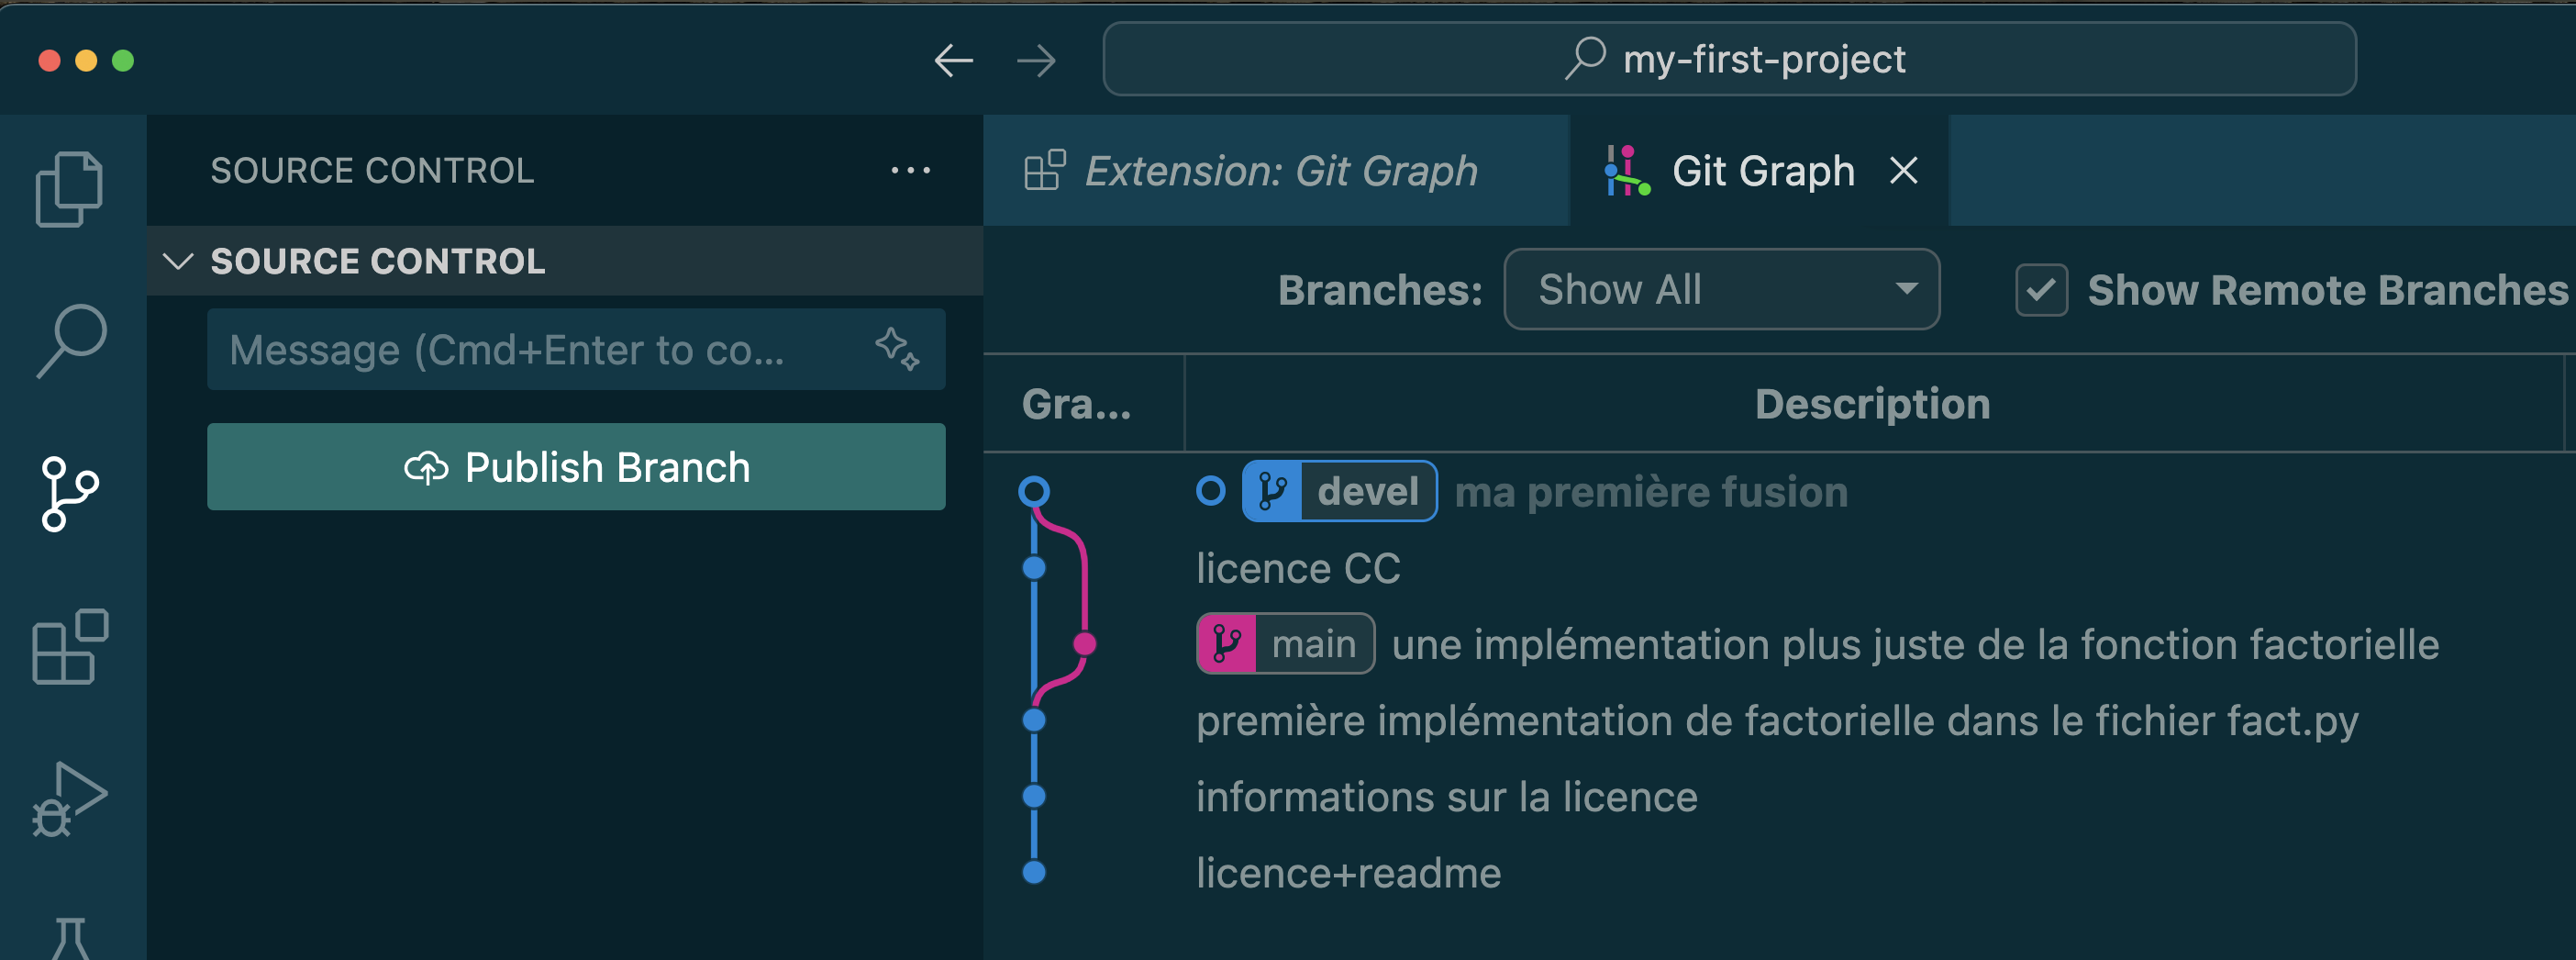 my-first-project
SOURCE CONTROL
Extension: Git Graph
Git Graph
SOURCE CONTROL
Branches: Show All Show Remote Branches
Message (Cmd+Enter to co...
Publish Branch
Gra... Description
devel ma première fusion
licence CC
main une implémentation plus juste de la fonction factorielle
première implémentation de factorielle dans le fichier fact.py
informations sur la licence
licence+readme